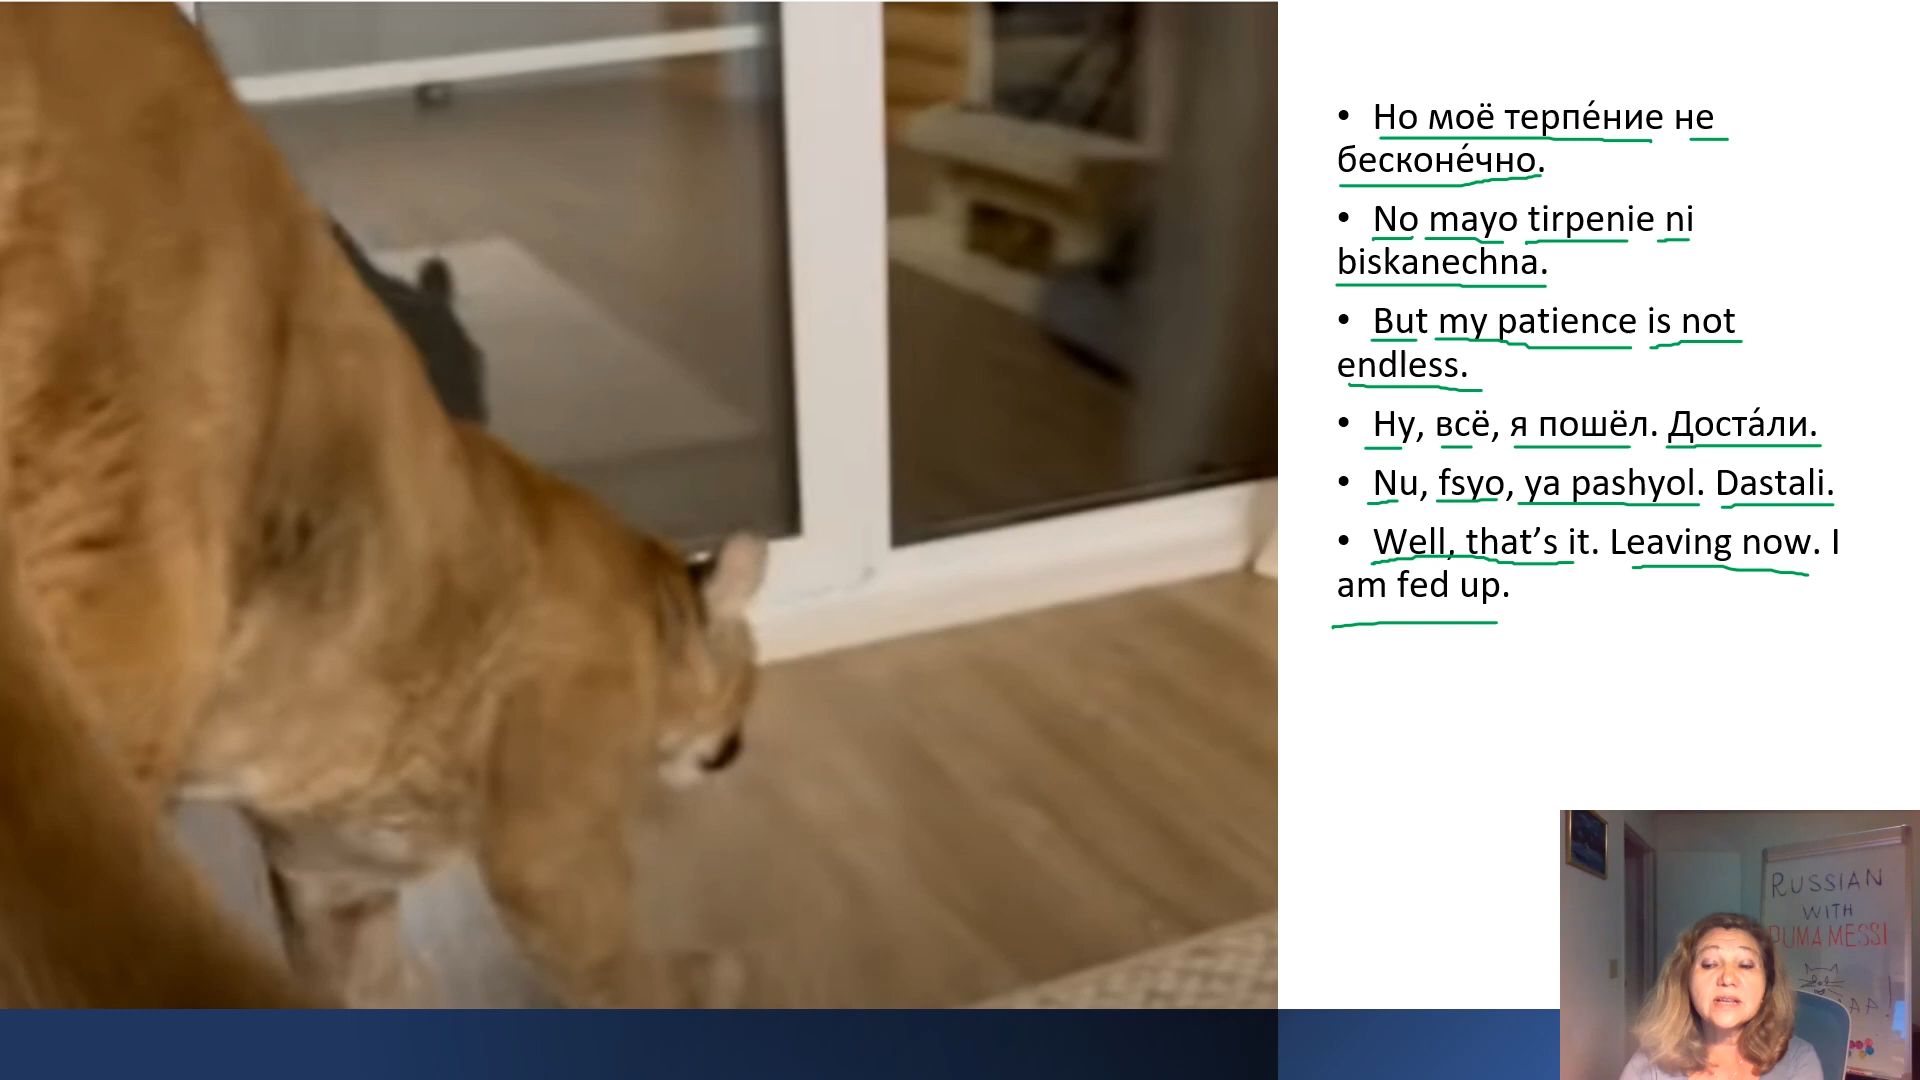 • Но моё терпе́ние не
бесконе́чно.
• No mayo tirpenie ni
biskanechna.
• But my patience is not
endless.
• Ну, всё, я пошёл. Доста́ли.
• Nu, fsyo, ya pashyol. Dastali.
• Well, that’s it. Leaving now. I
am fed up.
RUSSIAN
WITH
PUMA MESSI